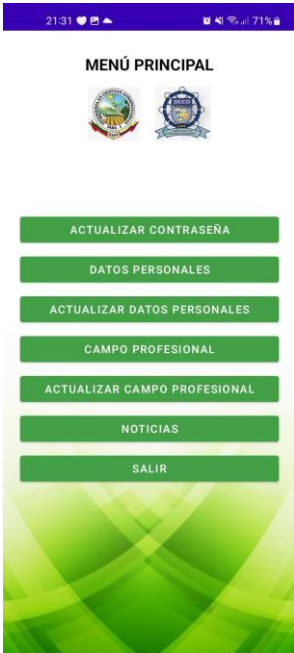 21:31 71%
MENÚ PRINCIPAL
OCCO
ACTUALIZAR CONTRASEÑA
DATOS PERSONALES
ACTUALIZAR DATOS PERSONALES
CAMPO PROFESIONAL
ACTUALIZAR CAMPO PROFESIONAL
NOTICIAS
SALIR